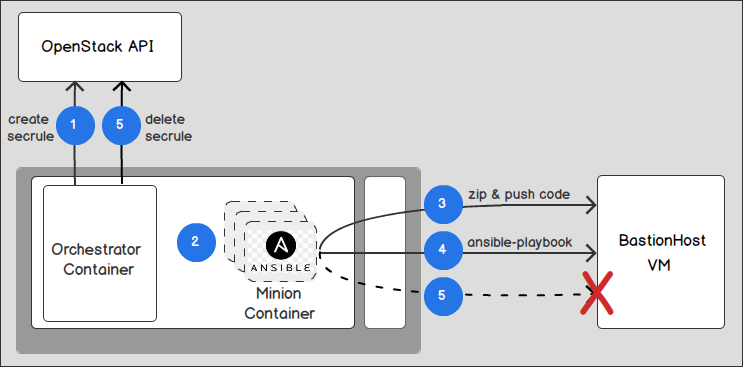 OpenStack API
create
secrule
1
5
delete
secrule
Orchestrator
Container
2
ANSIBLE
Minion
Container
3
zip & push code
4
ansible-playbook
5
BastionHost
VM